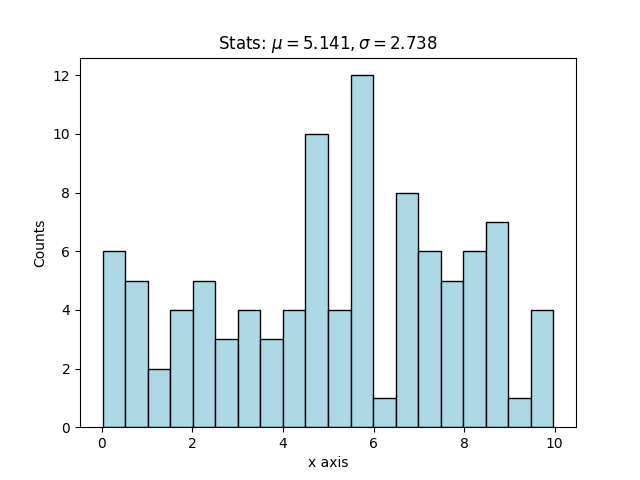 Stats: μ = 5.141, σ = 2.738
12
10
8
6
4
2
0
Counts
0 2 4 6 8 10
x axis